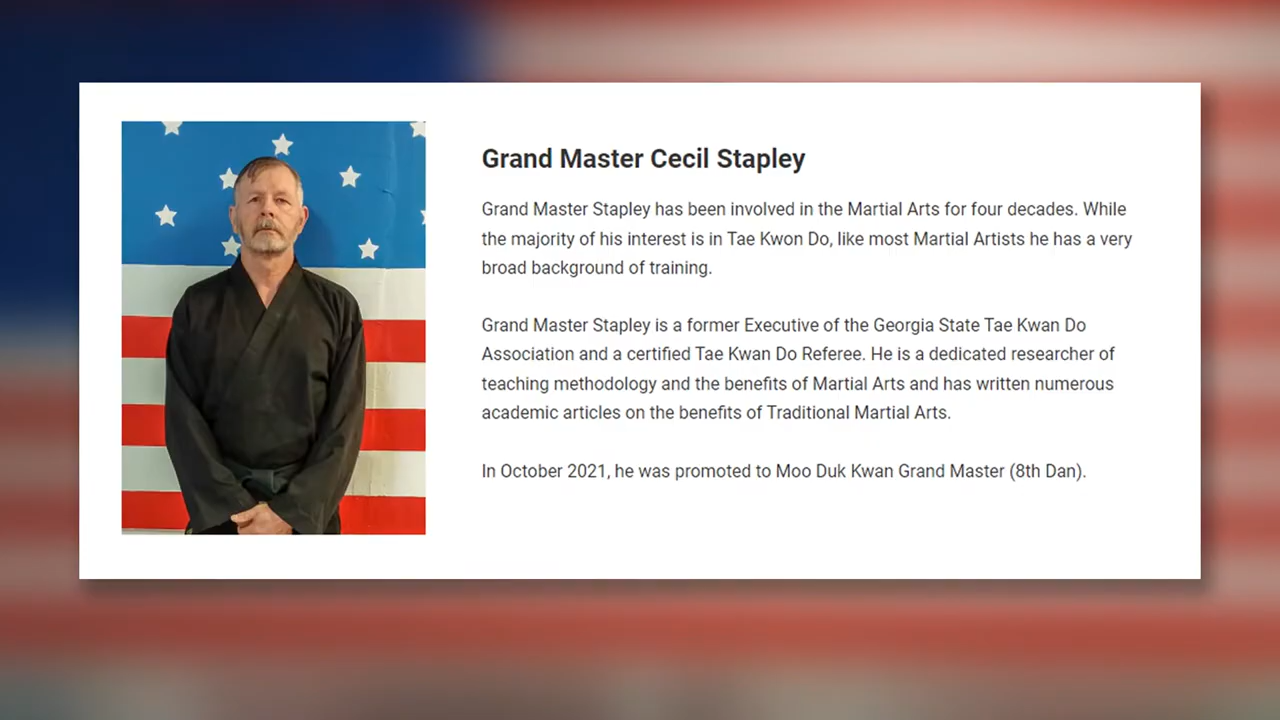 Grand Master Cecil Stapley
Grand Master Stapley has been involved in the Martial Arts for four decades. While
the majority of his interest is in Tae Kwon Do, like most Martial Artists he has a very
broad background of training.
Grand Master Stapley is a former Executive of the Georgia State Tae Kwan Do
Association and a certified Tae Kwan Do Referee. He is a dedicated researcher of
teaching methodology and the benefits of Martial Arts and has written numerous
academic articles on the benefits of Traditional Martial Arts.
In October 2021, he was promoted to Moo Duk Kwan Grand Master (8th Dan).